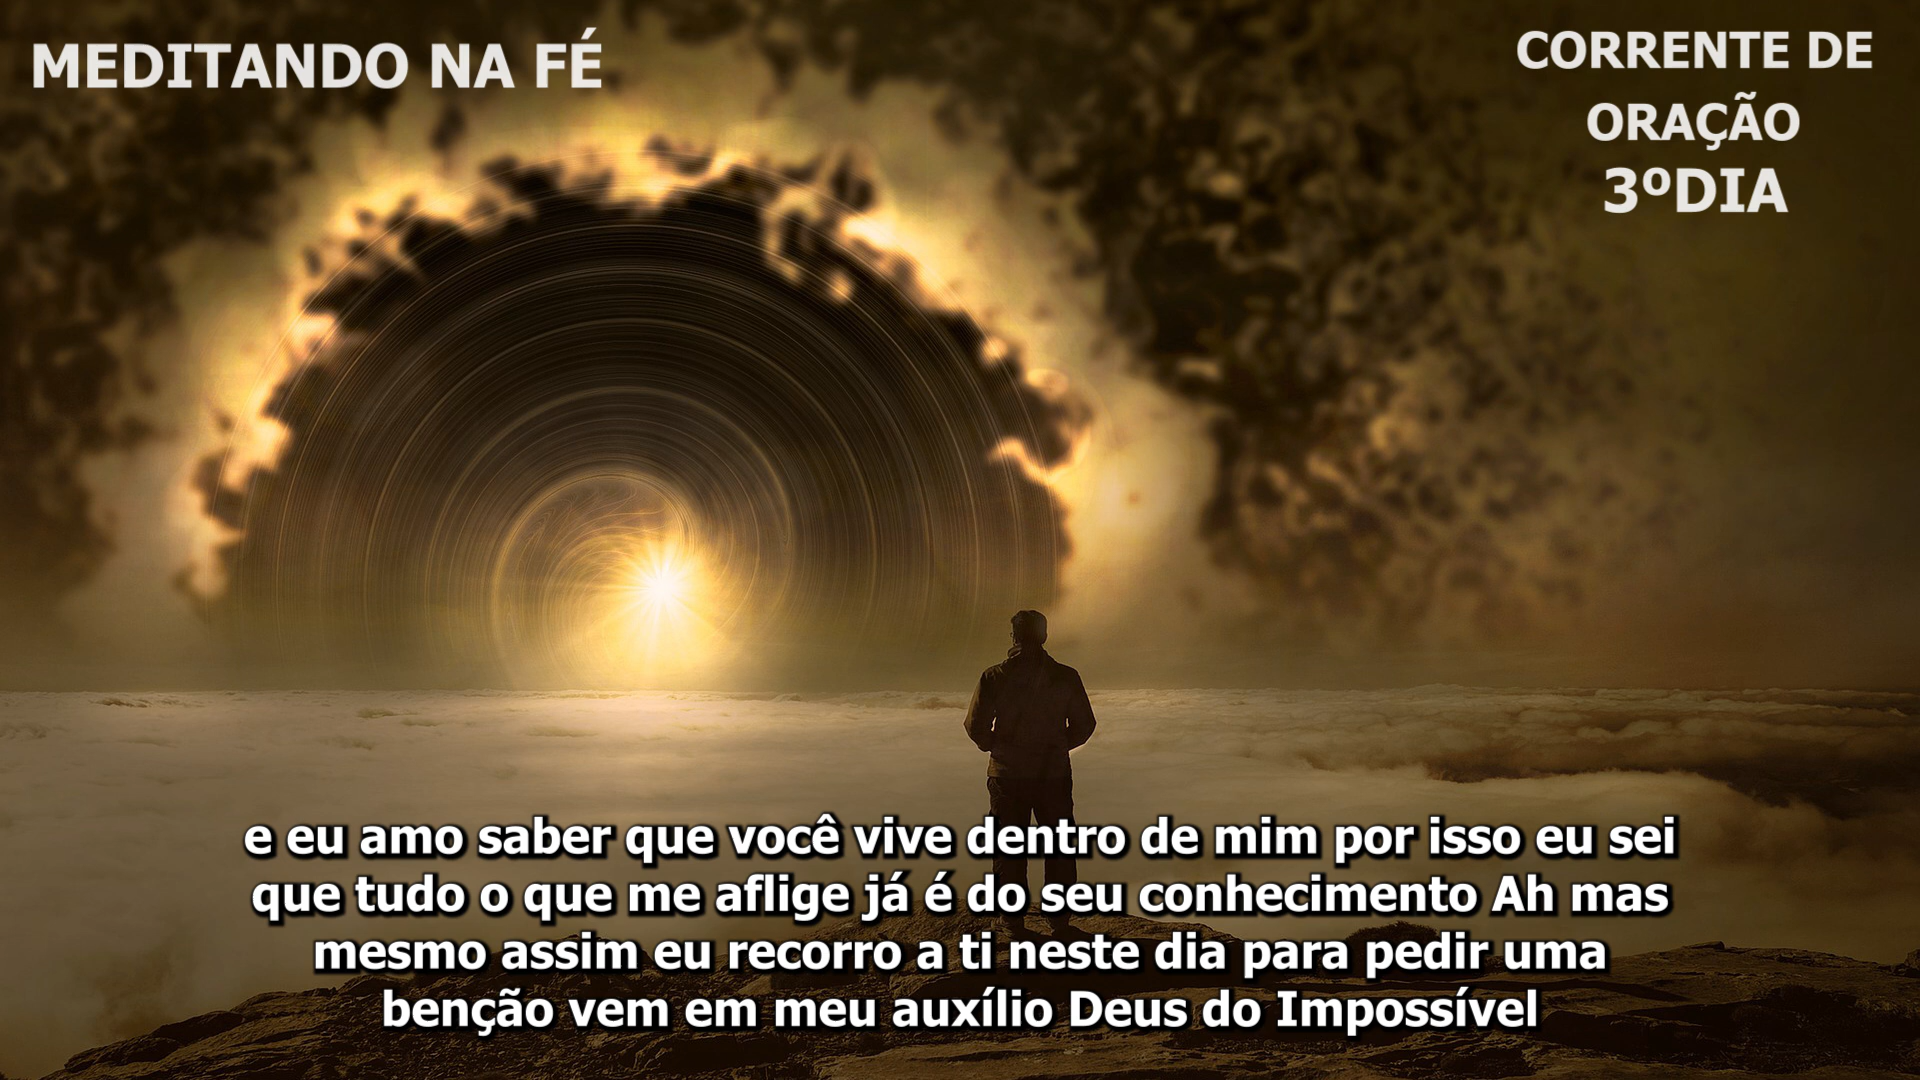 MEDITANDO NA FÉ
CORRENTE DE
ORAÇÃO
3ºDIA
e eu amo saber que você vive dentro de mim por isso eu sei
que tudo o que me aflige já é do seu conhecimento Ah mas
mesmo assim eu recorro a ti neste dia para pedir uma
benção vem em meu auxílio Deus do Impossível